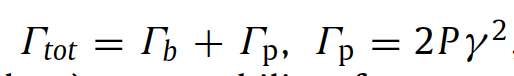 Γtot = Γb + Γp, Γp = 2Pγ²,